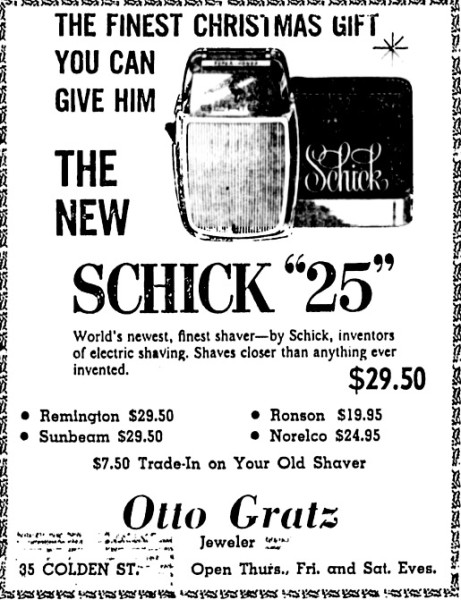 THE FINEST CHRISTMAS GIFT
YOU CAN
GIVE HIM
THE
NEW
Schick
SCHICK "25"
World's newest, finest shaver—by Schick, inventors
of electric shaving. Shaves closer than anything ever
invented.
$29.50
• Remington $29.50
• Ronson $19.95
• Sunbeam $29.50
• Norelco $24.95
$7.50 Trade-In on Your Old Shaver
Otto Gratz
Jeweler
35 COLDEN ST.
Open Thurs., Fri. and Sat. Eves.